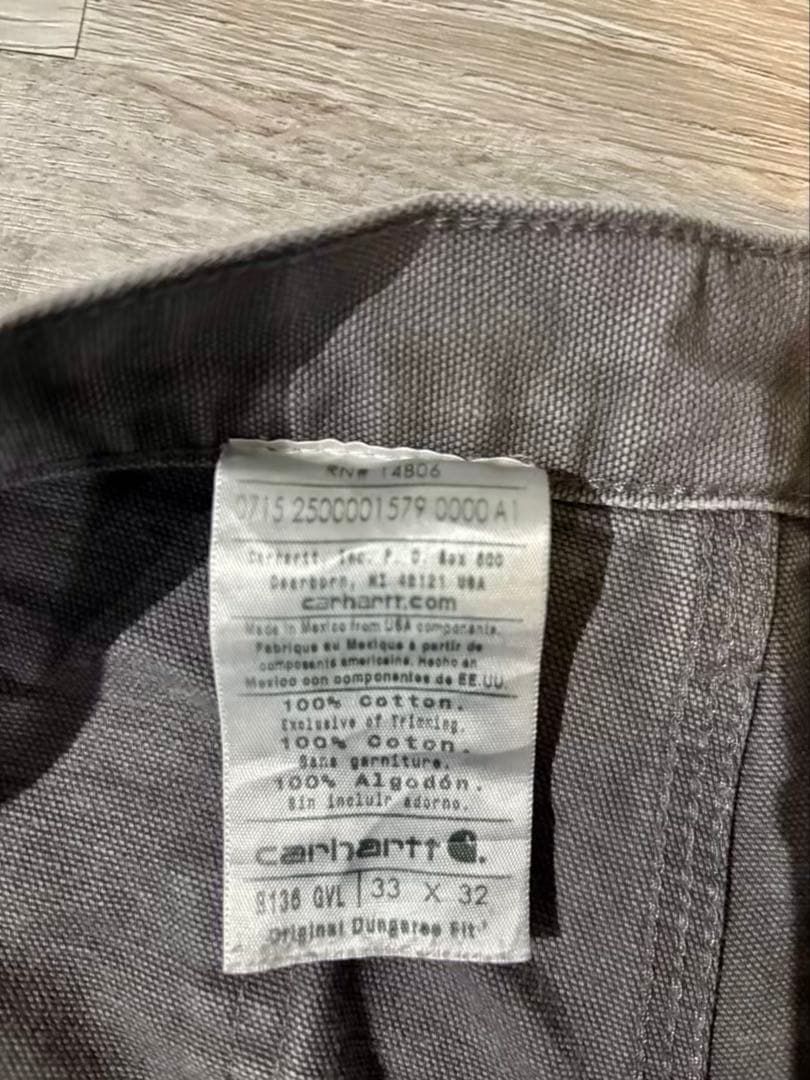 RN# 14806
0715 2500001579 0000 A1
Carhartt, Inc. P. O. Box 600
Dearborn, MI 48121 USA
carhartt.com
Made in Mexico from USA components.
Fabrique au Mexique à partir de
composants americains. Hecho en
Mexico con componentes de EE.UU.
100% Cotton.
Exclusive of Trimming.
100% Coton.
Sans garniture.
100% Algodón.
Sin incluir adorno.
carhartt
B136 GVL 33 X 32
Original Dungaree Fit